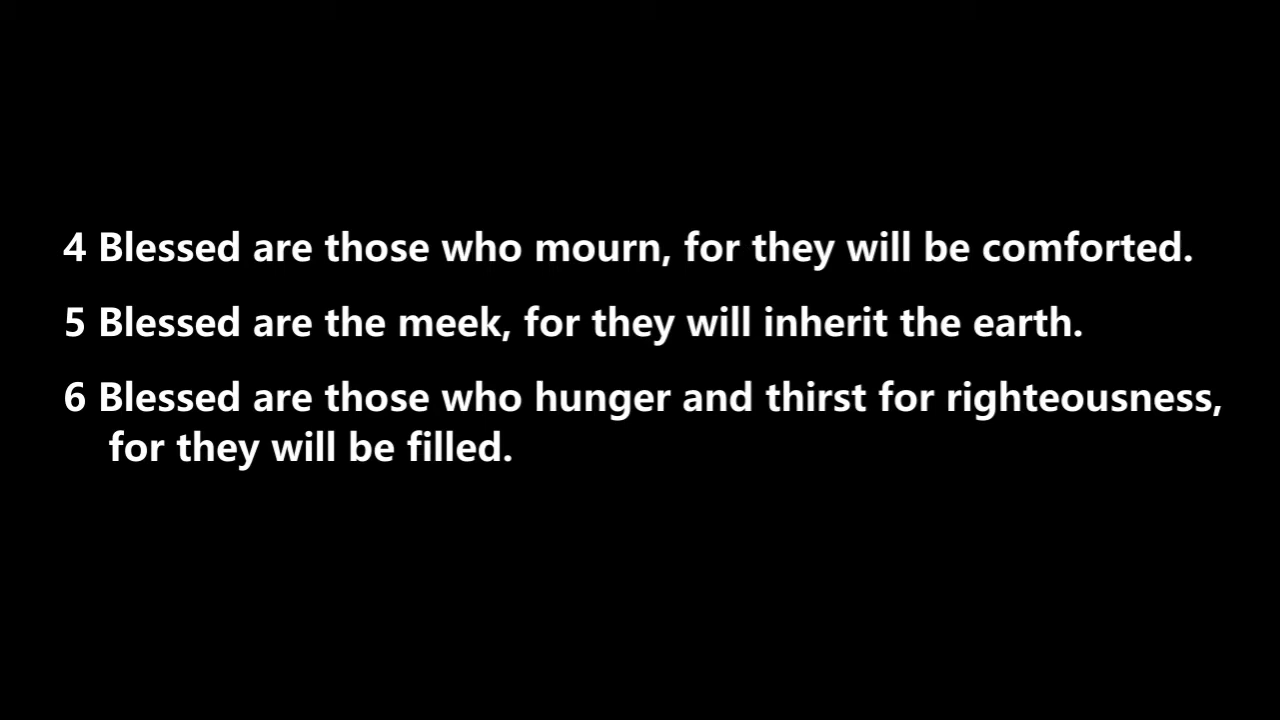 4 Blessed are those who mourn, for they will be comforted.
5 Blessed are the meek, for they will inherit the earth.
6 Blessed are those who hunger and thirst for righteousness,
for they will be filled.